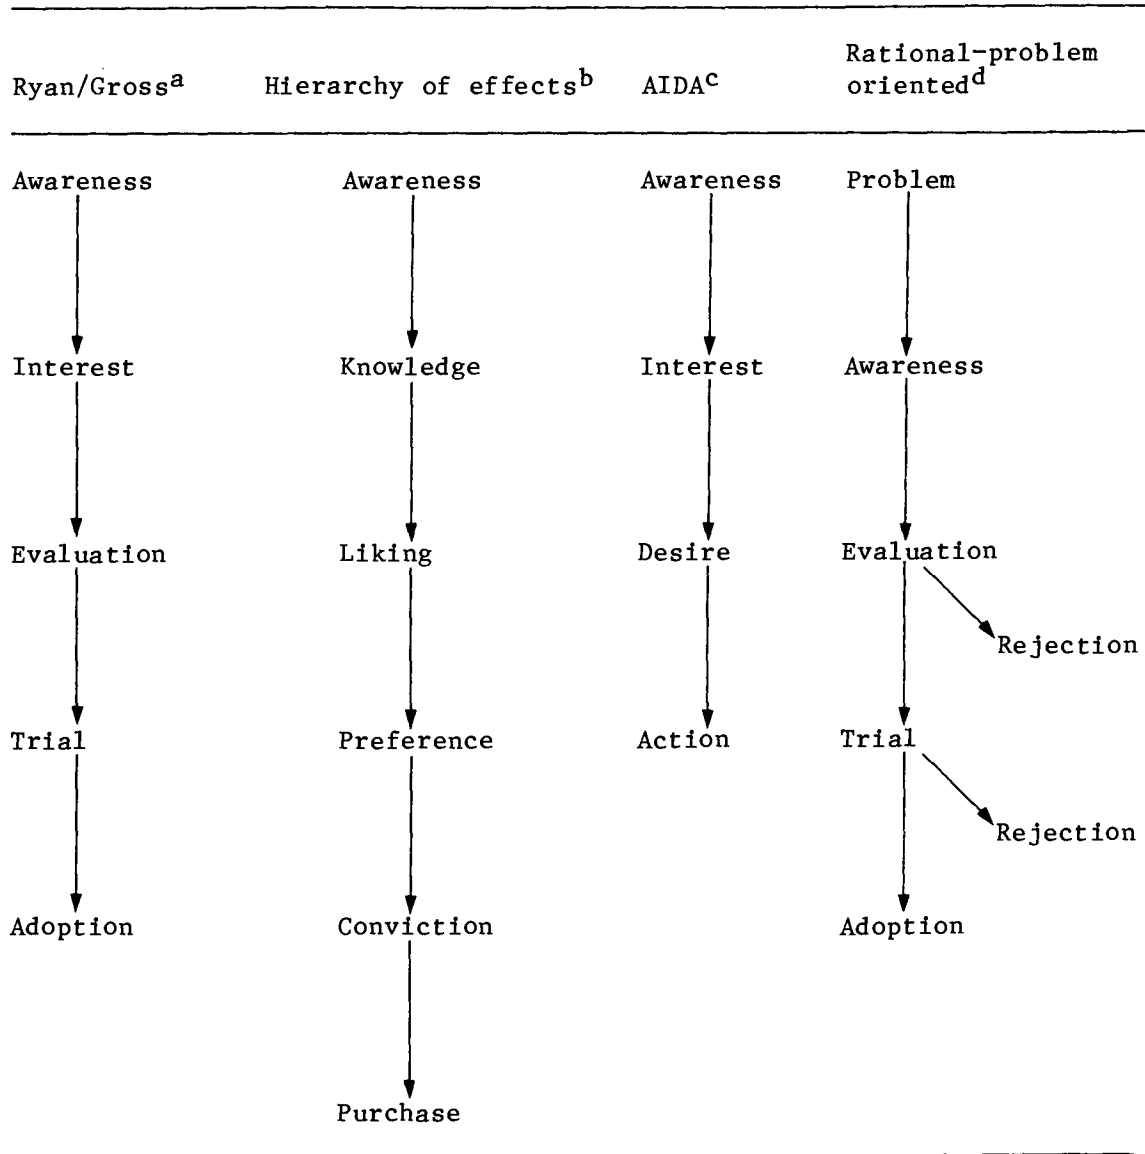 Rational-problem
Ryan/Grossa Hierarchy of effectsb AIDAc orientedd
Awareness Awareness Awareness Problem
Interest Knowledge Interest Awareness
Evaluation Liking Desire Evaluation
Rejection
Trial Preference Action Trial
Rejection
Adoption Conviction Adoption
Purchase